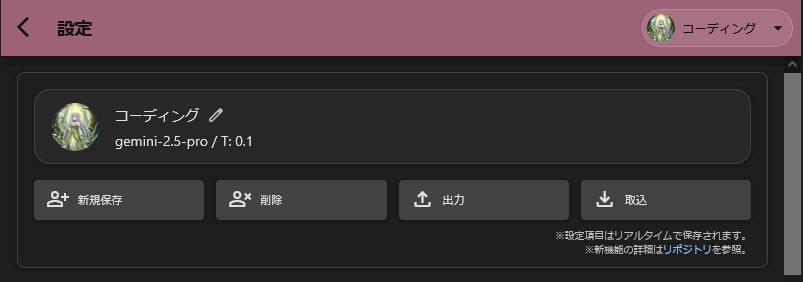 設定
コーディング
コーディング
gemini-2.5-pro / T: 0.1
新規保存
削除
出力
取込
※設定項目はリアルタイムで保存されます。
※新機能の詳細はリポジトリを参照。